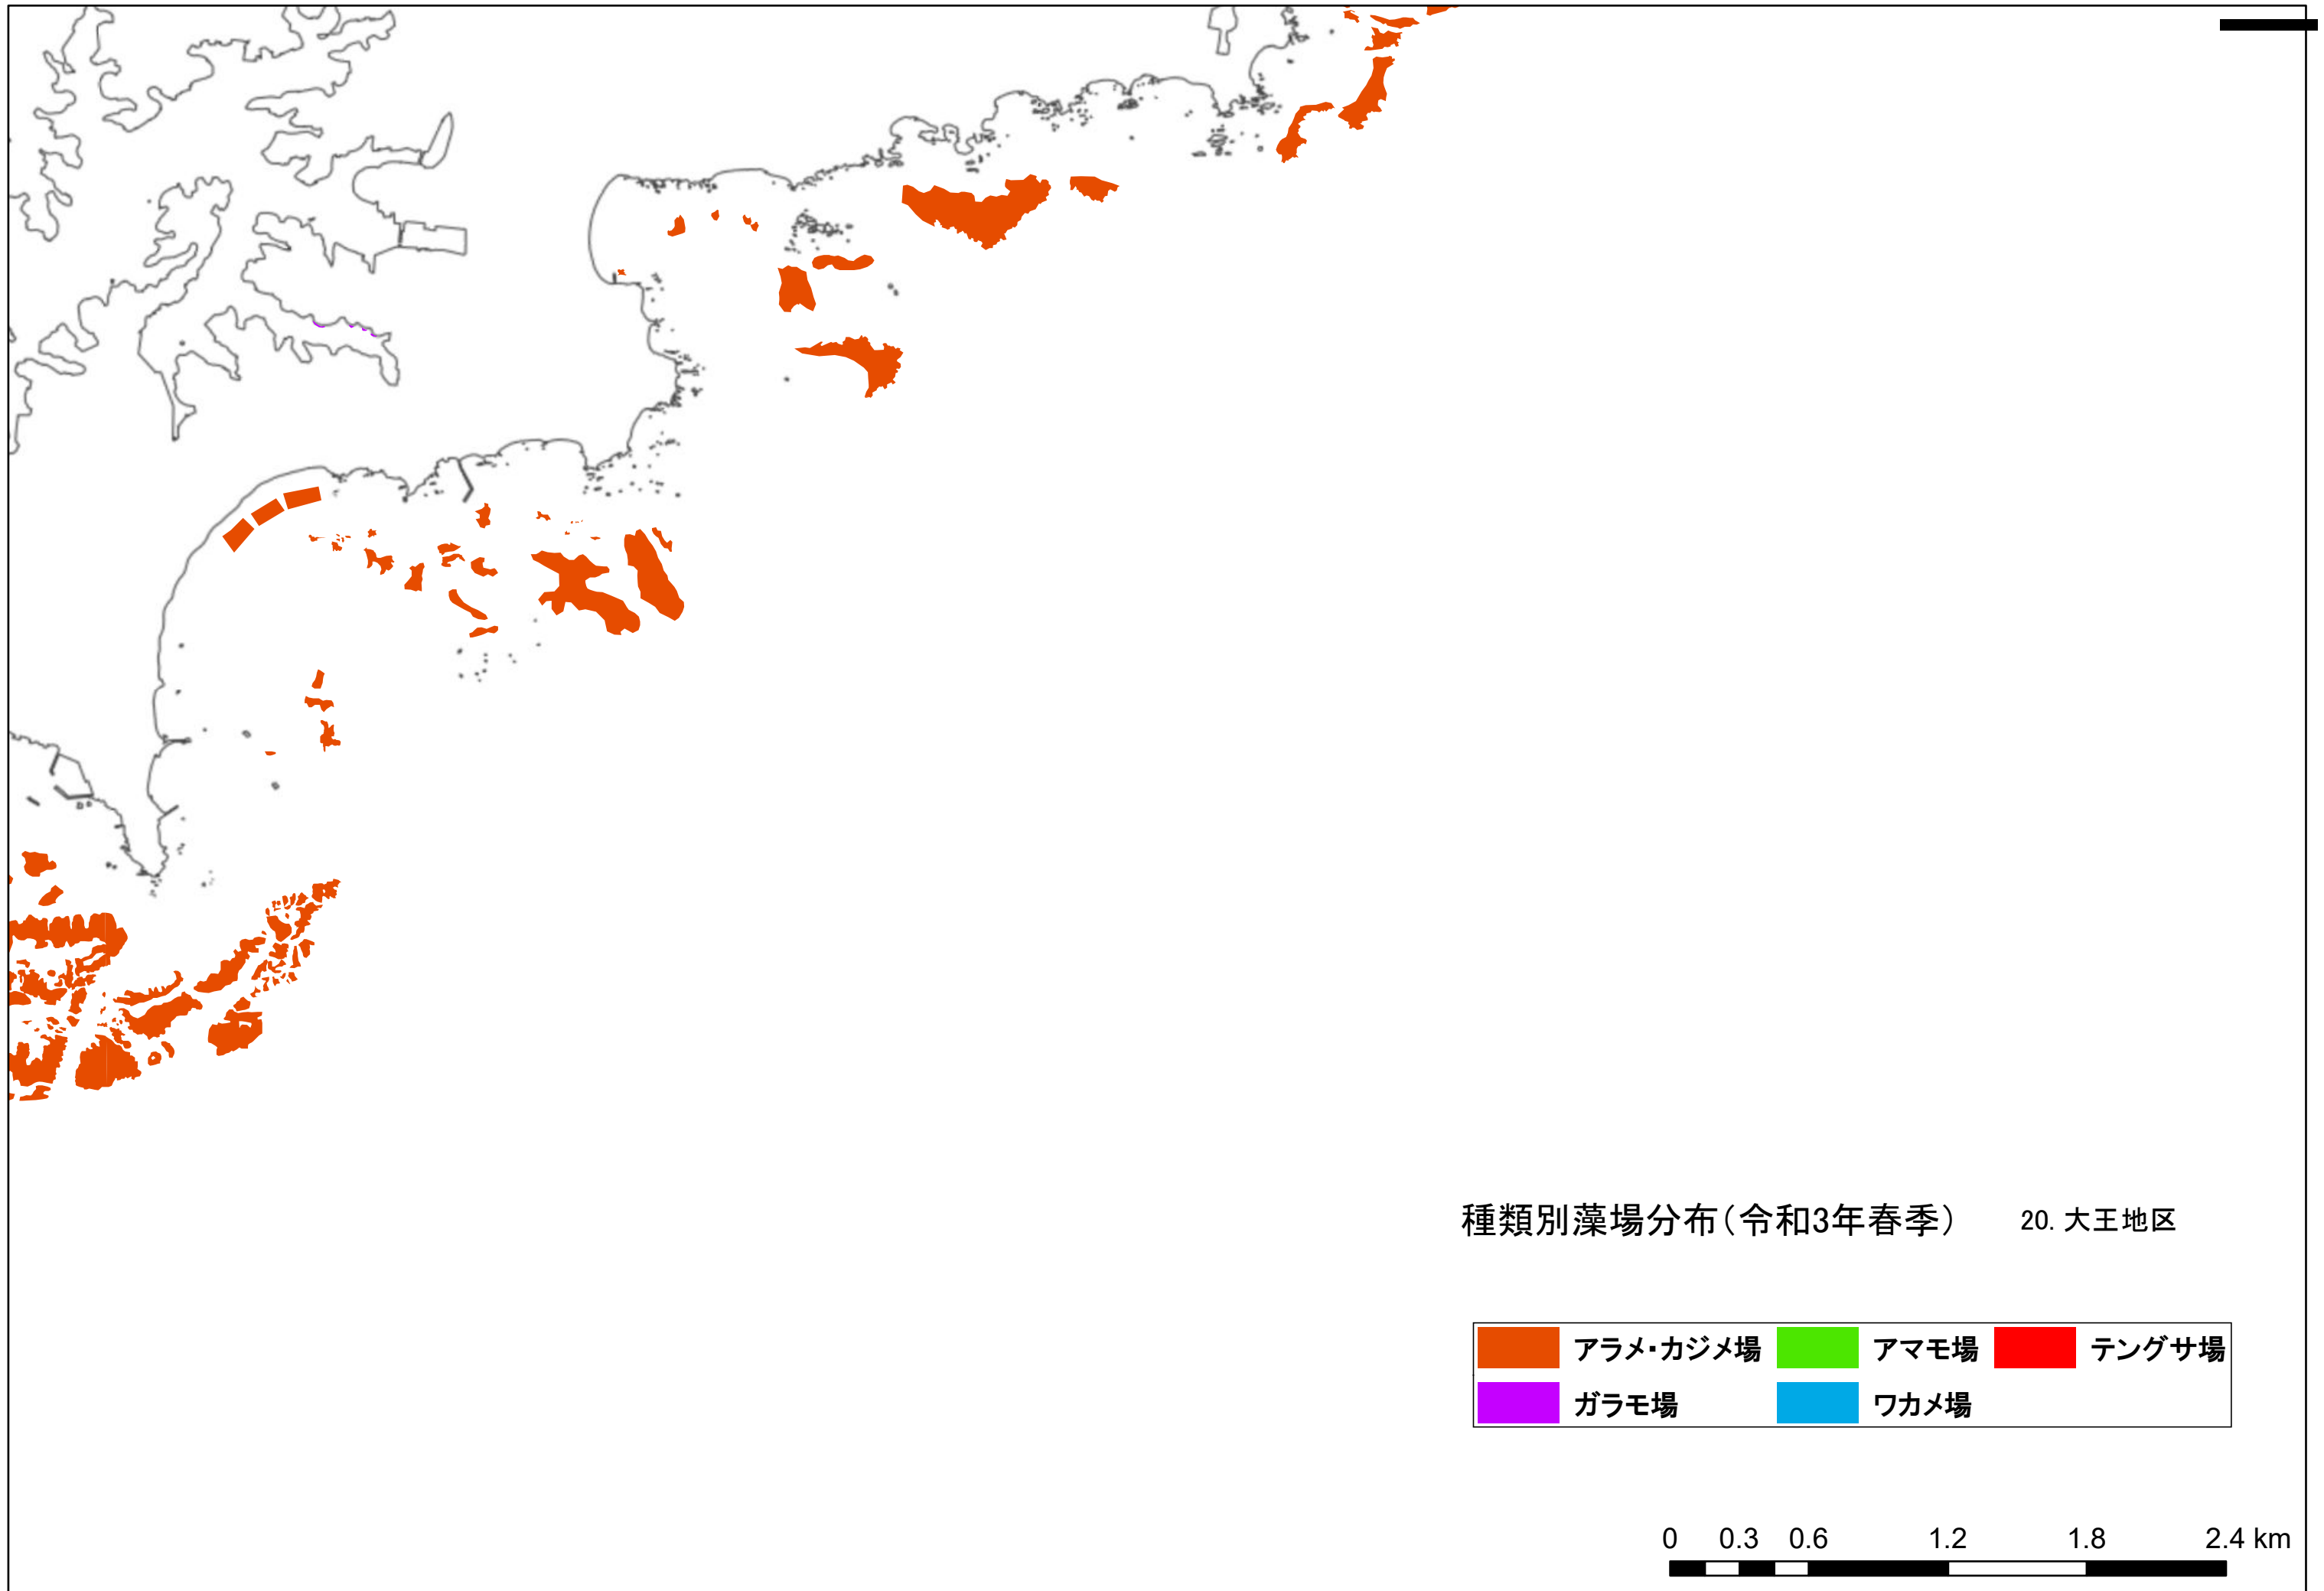 種類別藻場分布(令和3年春季) 20. 大王地区
アラメ・カジメ場 アマモ場 テングサ場
ガラモ場 ワカメ場
0 0.3 0.6 1.2 1.8 2.4 km